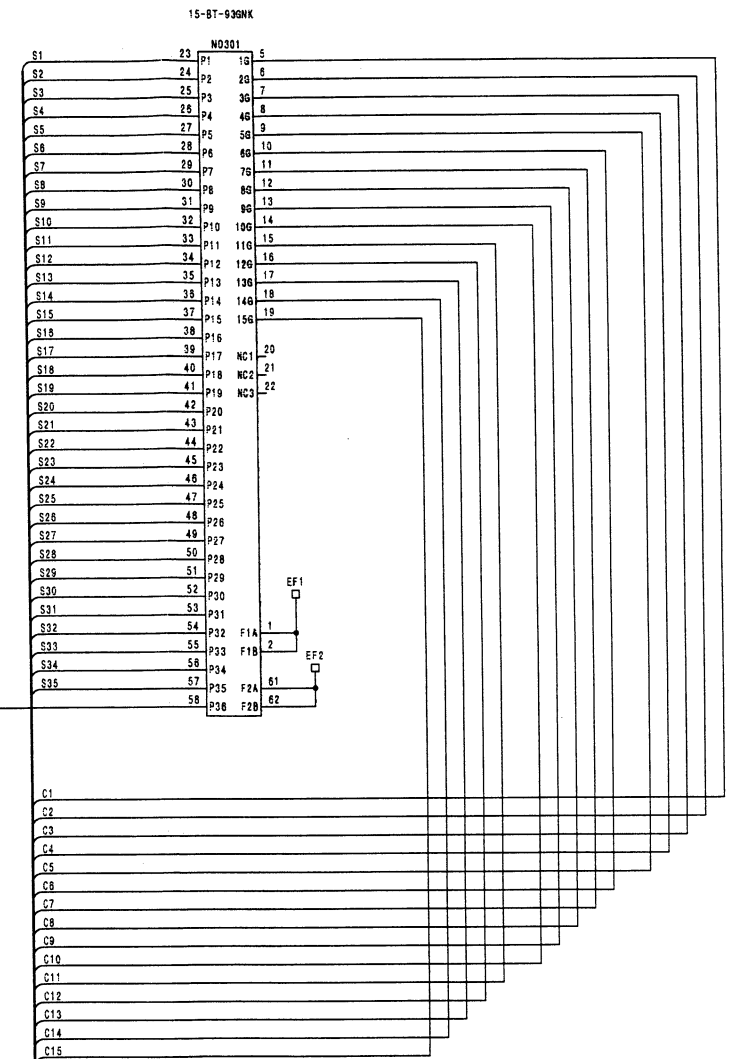 15-BT-93GNK
ND301
S1 23 P1 1G 5
S2 24 P2 2G 6
S3 25 P3 3G 7
S4 26 P4 4G 8
S5 27 P5 5G 9
S6 28 P6 6G 10
S7 29 P7 7G 11
S8 30 P8 8G 12
S9 31 P9 9G 13
S10 32 P10 10G 14
S11 33 P11 11G 15
S12 34 P12 12G 16
S13 35 P13 13G 17
S14 36 P14 14G 18
S15 37 P15 15G 19
S16 38 P16
S17 39 P17 NC1 20
S18 40 P18 NC2 21
S19 41 P19 NC3 22
S20 42 P20
S21 43 P21
S22 44 P22
S23 45 P23
S24 46 P24
S25 47 P25
S26 48 P26
S27 49 P27
S28 50 P28
S29 51 P29
EF1
S30 52 P30
S31 53 P31
S32 54 P32 F1A 1
S33 55 P33 F1B 2
EF2
S34 56 P34
S35 57 P35 F2A 61
58 P36 F2B 62
C1
C2
C3
C4
C5
C6
C7
C8
C9
C10
C11
C12
C13
C14
C15